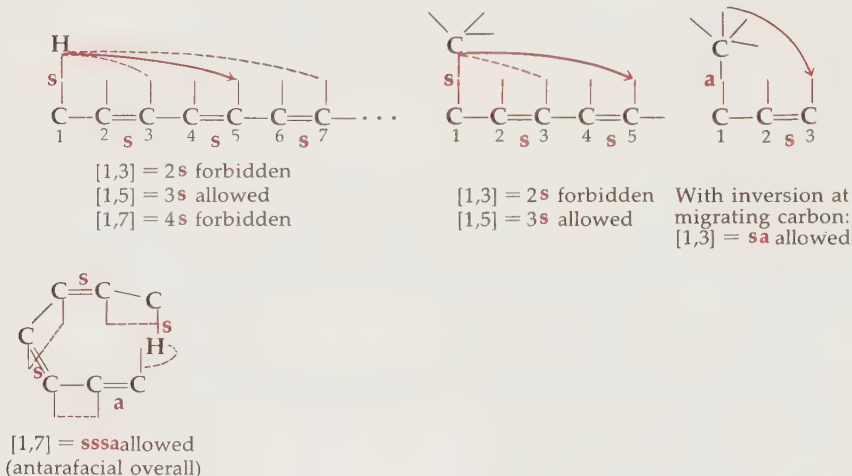 H
s
C—C=C—C=C—C=C—···
1 2 s 3 4 s 5 6 s 7
[1,3] = 2s forbidden
[1,5] = 3s allowed
[1,7] = 4s forbidden
C
s
C—C=C—C=C—
1 2 s 3 4 s 5
[1,3] = 2s forbidden
[1,5] = 3s allowed
C
a
C—C=C
1 2 s 3
With inversion at
migrating carbon:
[1,3] = sa allowed
s
C=C—C
s
C
H
s
C—C=C
a
[1,7] = sssaallowed
(antarafacial overall)